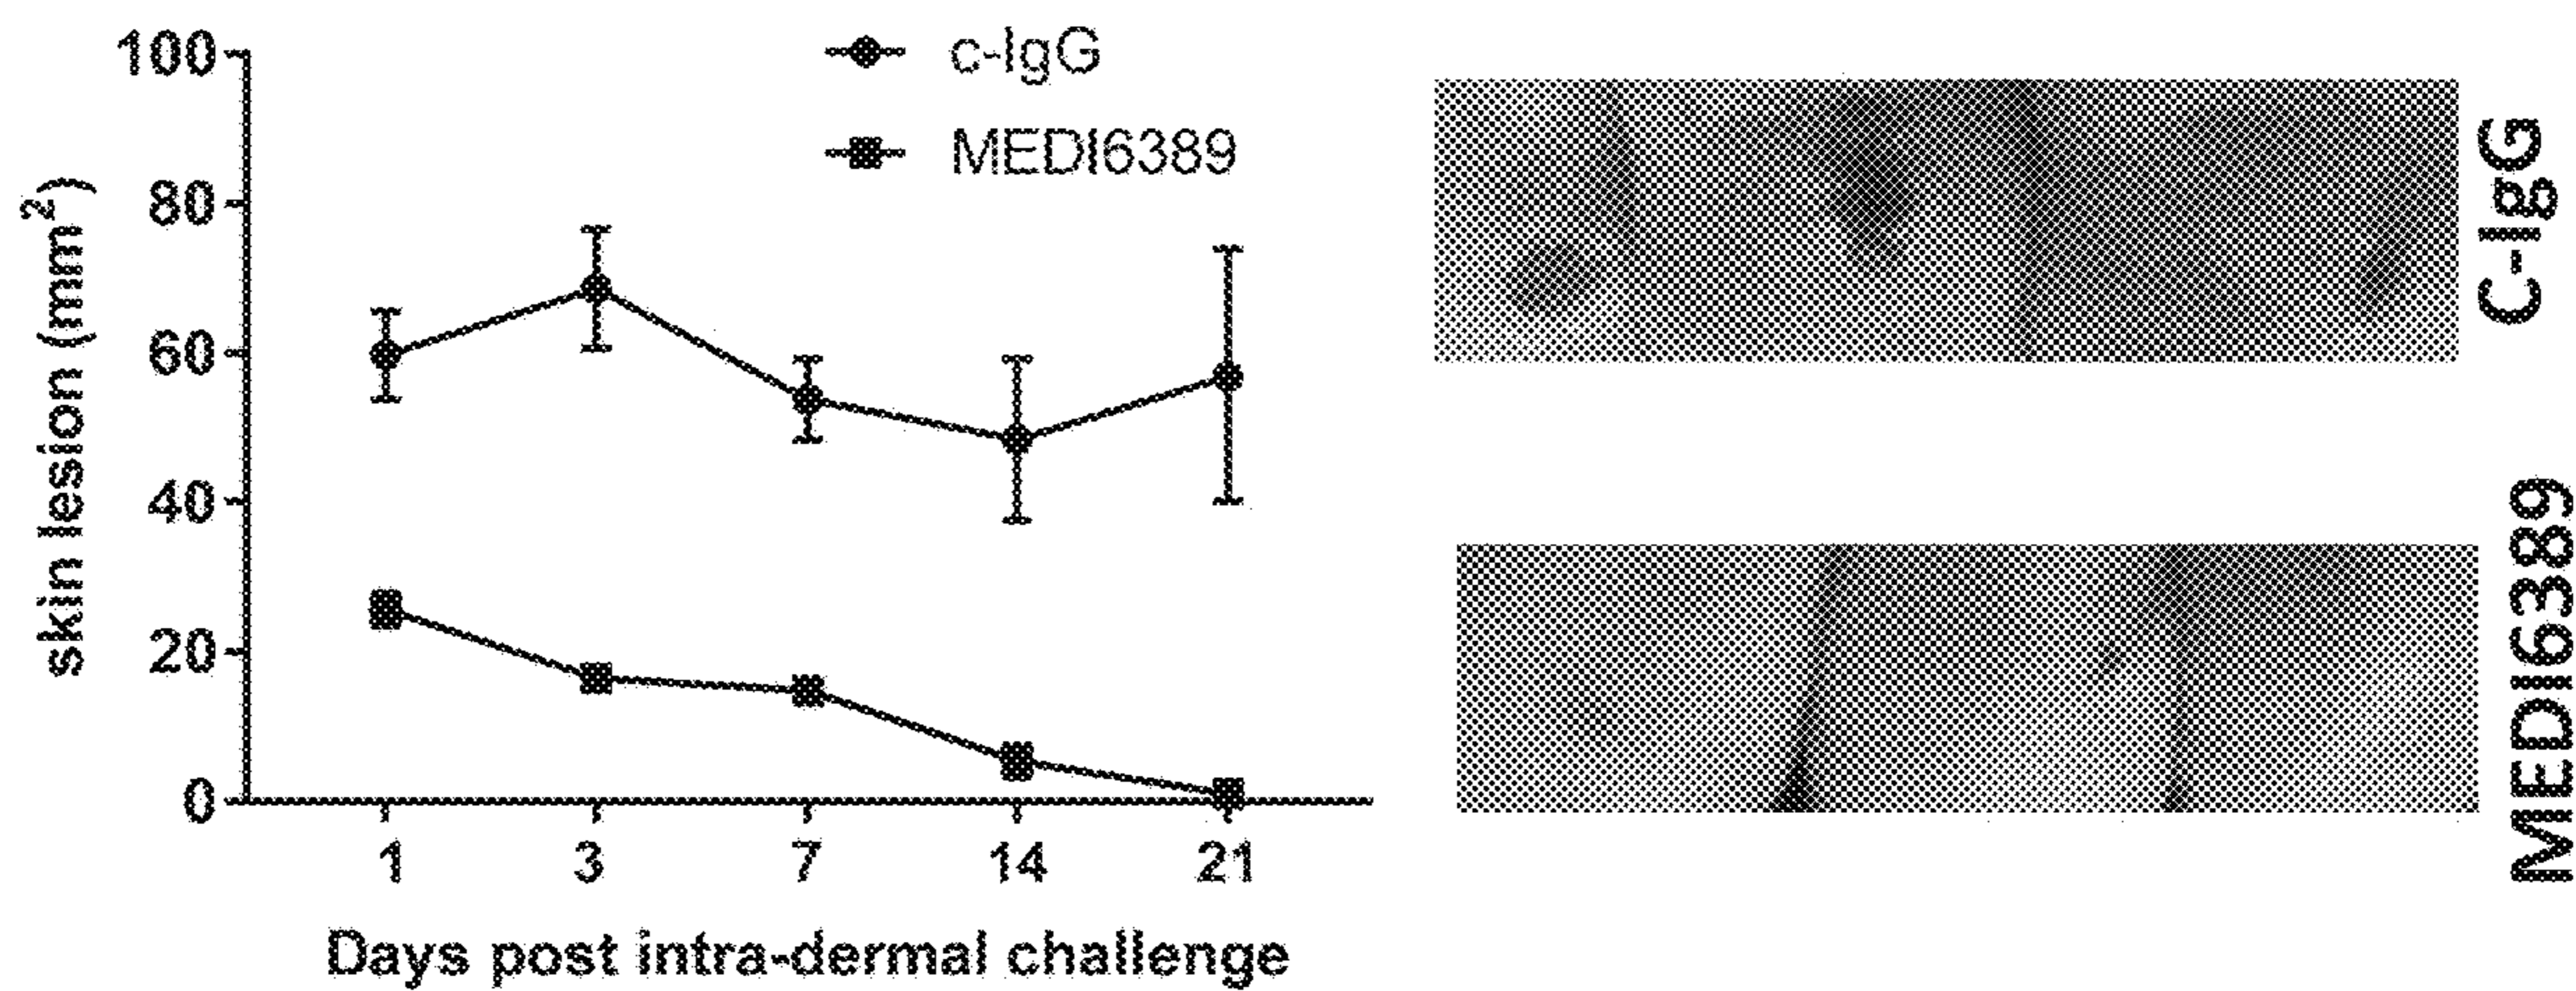 100
80
60
40
20
0
skin lesion (mm²)
c-IgG
MEDI6389
1 3 7 14 21
Days post intra-dermal challenge
C-IgG
MEDI6389